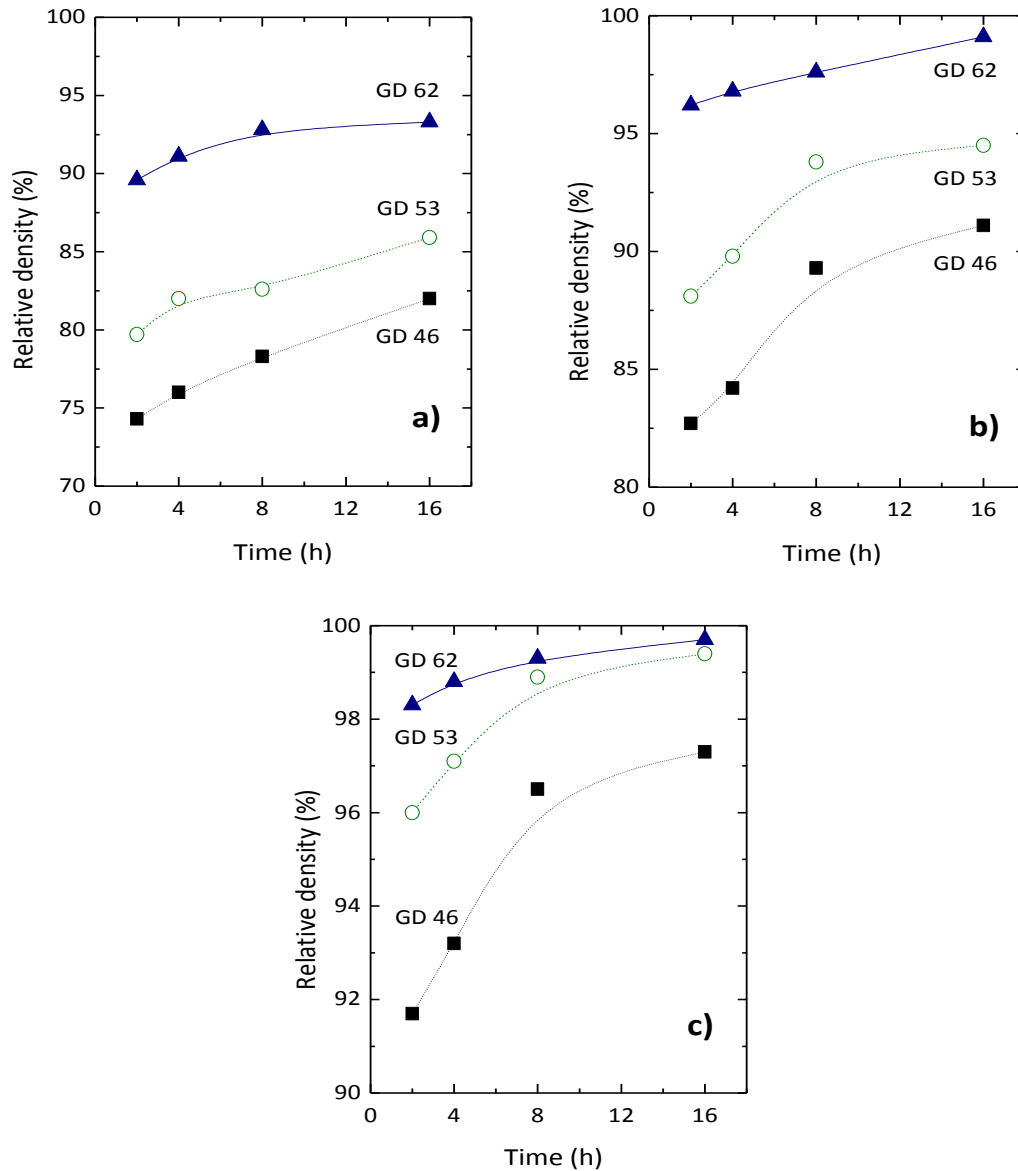 100
95
90
85
80
75
70
Relative density (%)
GD 62
GD 53
GD 46
a)
0 4 8 12 16
Time (h)
100
95
90
85
80
Relative density (%)
GD 62
GD 53
GD 46
b)
0 4 8 12 16
Time (h)
100
98
96
94
92
90
Relative density (%)
GD 62
GD 53
GD 46
c)
0 4 8 12 16
Time (h)